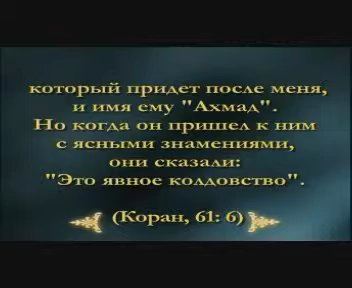 который придет после меня,
и имя ему "Ахмад".
Но когда он пришел к ним
с ясными знамениями,
они сказали:
"Это явное колдовство".
(Коран, 61: 6)